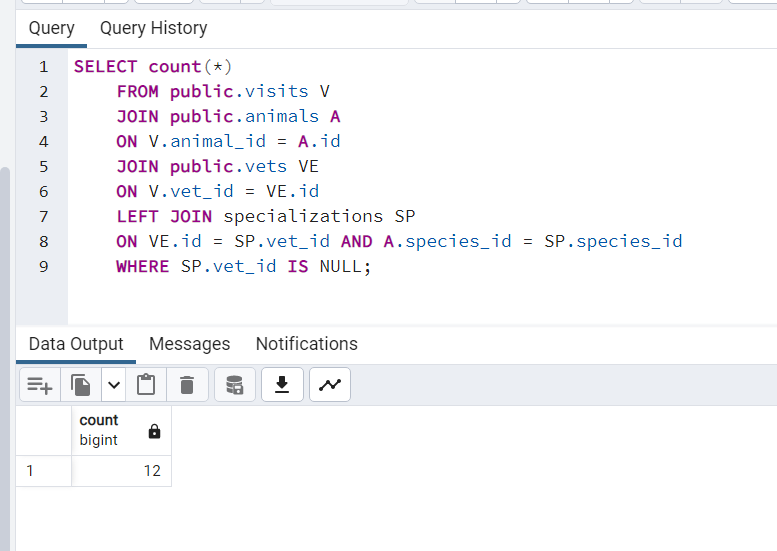 Query Query History
1 SELECT count(*)
2 FROM public.visits V
3 JOIN public.animals A
4 ON V.animal_id = A.id
5 JOIN public.vets VE
6 ON V.vet_id = VE.id
7 LEFT JOIN specializations SP
8 ON VE.id = SP.vet_id AND A.species_id = SP.species_id
9 WHERE SP.vet_id IS NULL;
Data Output Messages Notifications
count
bigint
1 12